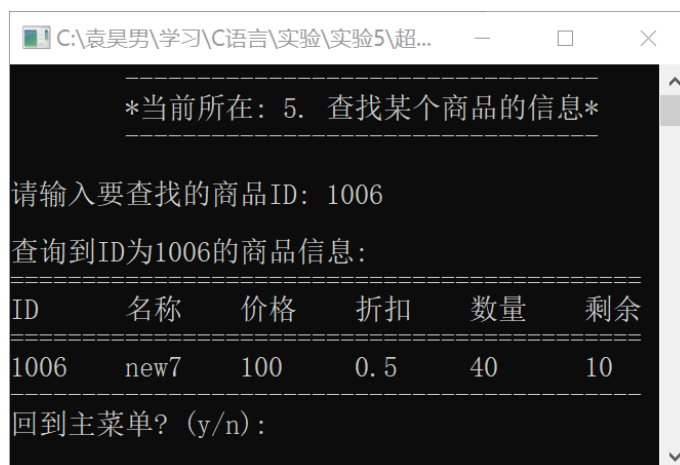 C:\袁昊男\学习\C语言\实验\实验5\超...
--------------------------------
*当前所在: 5. 查找某个商品的信息*
--------------------------------
请输入要查找的商品ID: 1006
查询到ID为1006的商品信息:
============================================
ID 名称 价格 折扣 数量 剩余
============================================
1006 new7 100 0.5 40 10
--------------------------------------------
回到主菜单? (y/n):